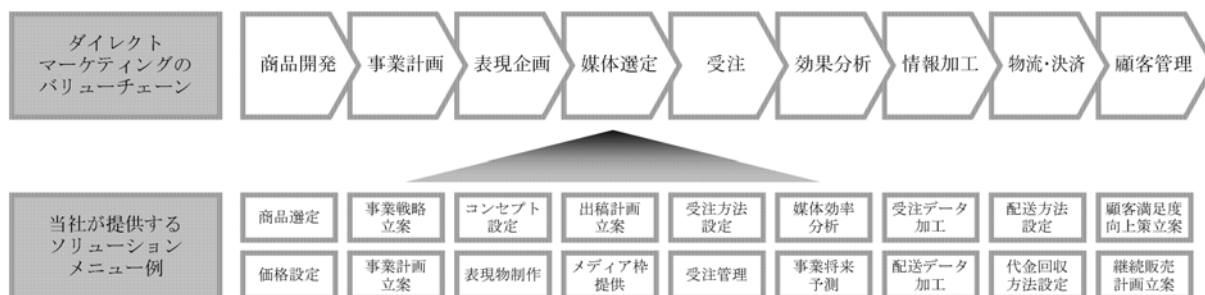 ダイレクト
マーケティングの
バリューチェーン
商品開発
事業計画
表現企画
媒体選定
受注
効果分析
情報加工
物流・決済
顧客管理
当社が提供する
ソリューション
メニュー例
商品選定
事業戦略
立案
コンセプト
設定
出稿計画
立案
受注方法
設定
媒体効率
分析
受注データ
加工
配送方法
設定
顧客満足度
向上策立案
価格設定
事業計画
立案
表現物制作
メディア枠
提供
受注管理
事業将来
予測
配送データ
加工
代金回収
方法設定
継続販売
計画立案